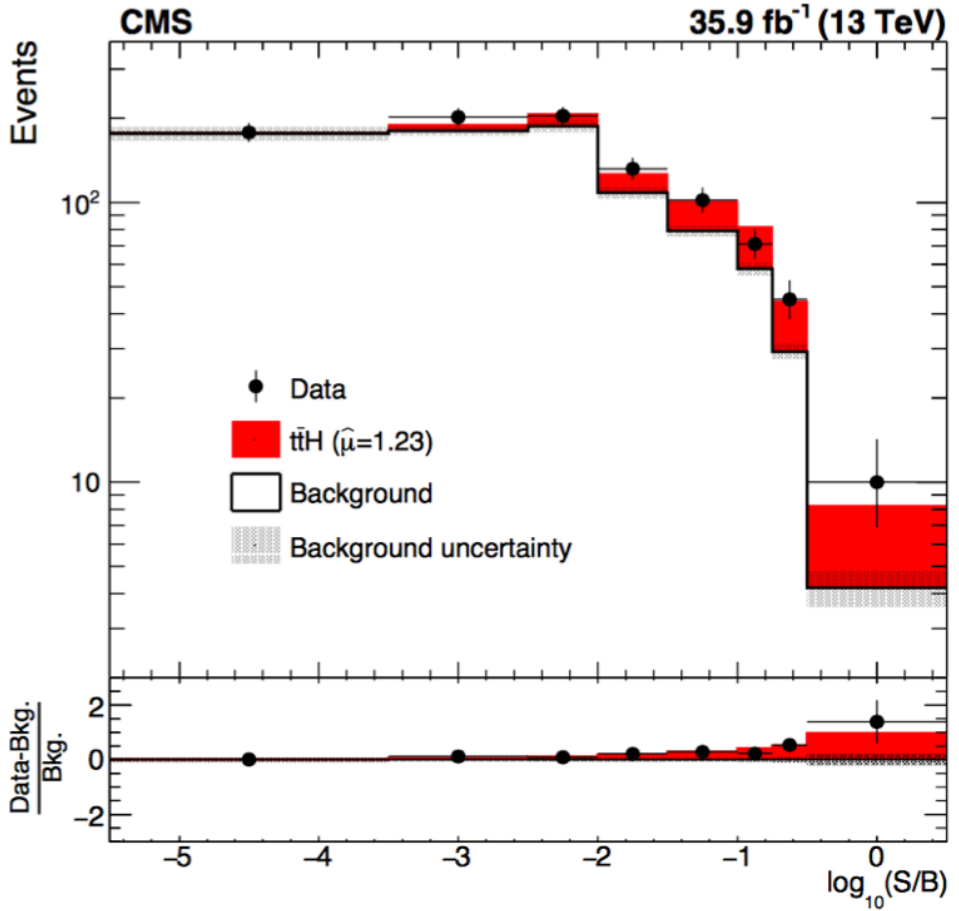 CMS 35.9 fb⁻¹ (13 TeV)
Events
10²
10
Data
tt̄H (μ̂=1.23)
Background
Background uncertainty
Data-Bkg.
Bkg.
2
0
−2
−5 −4 −3 −2 −1 0
log₁₀(S/B)